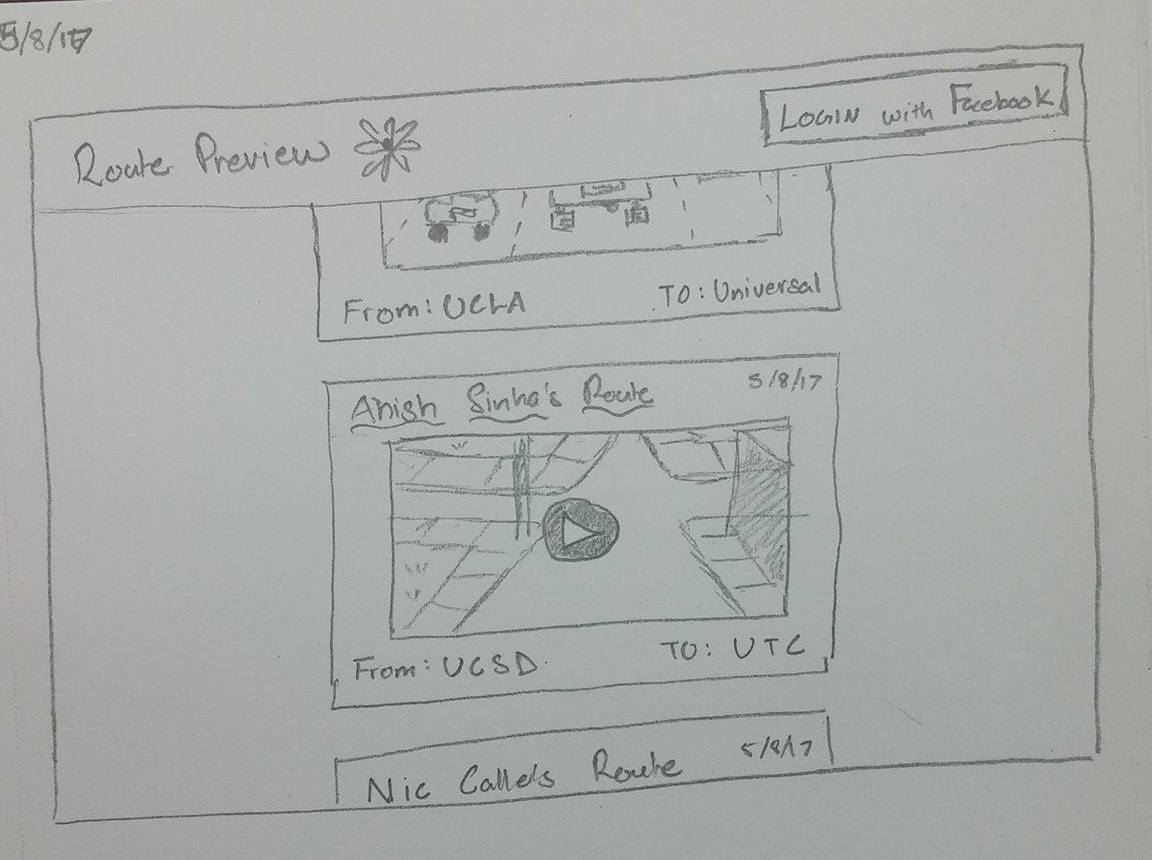 5/8/17
Route Preview
LOGIN with Facebook
From: UCLA
TO: Universal
Anish Sinha's Route
5/8/17
From: UCSD
TO: UTC
Nic
Route
5/8/17